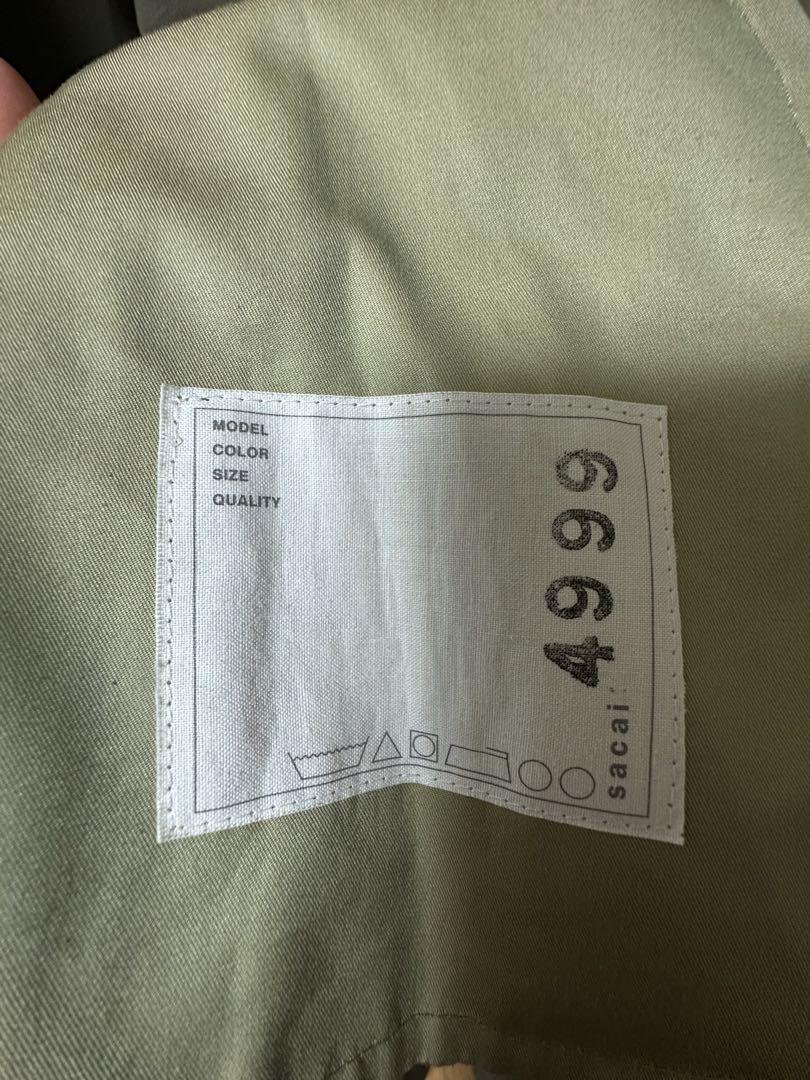 MODEL
COLOR
SIZE
QUALITY
4999
sacai